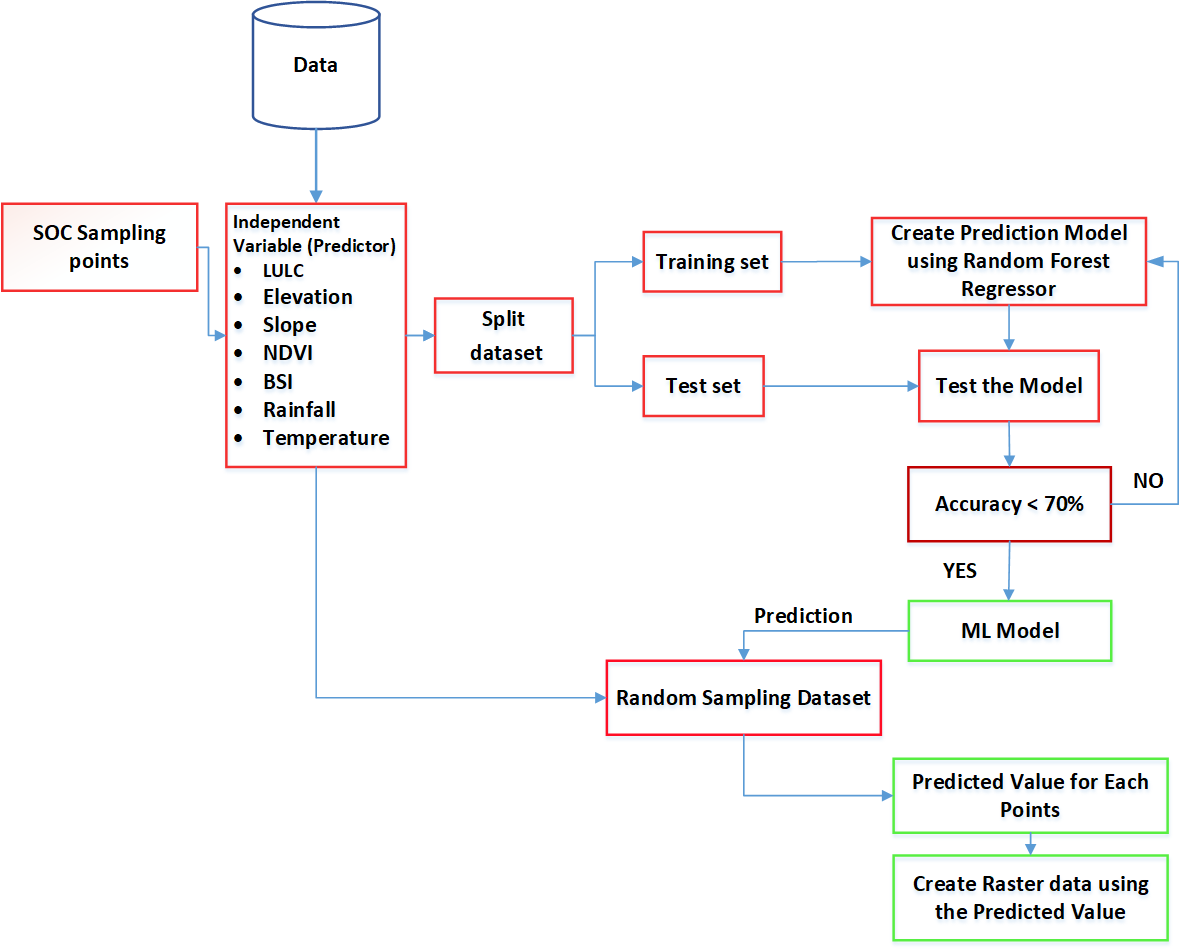 Data
SOC Sampling
points
Independent
Variable (Predictor)
• LULC
• Elevation
• Slope
• NDVI
• BSI
• Rainfall
• Temperature
Split
dataset
Training set
Test set
Create Prediction Model
using Random Forest
Regressor
Test the Model
Accuracy < 70%
NO
YES
ML Model
Prediction
Random Sampling Dataset
Predicted Value for Each
Points
Create Raster data using
the Predicted Value